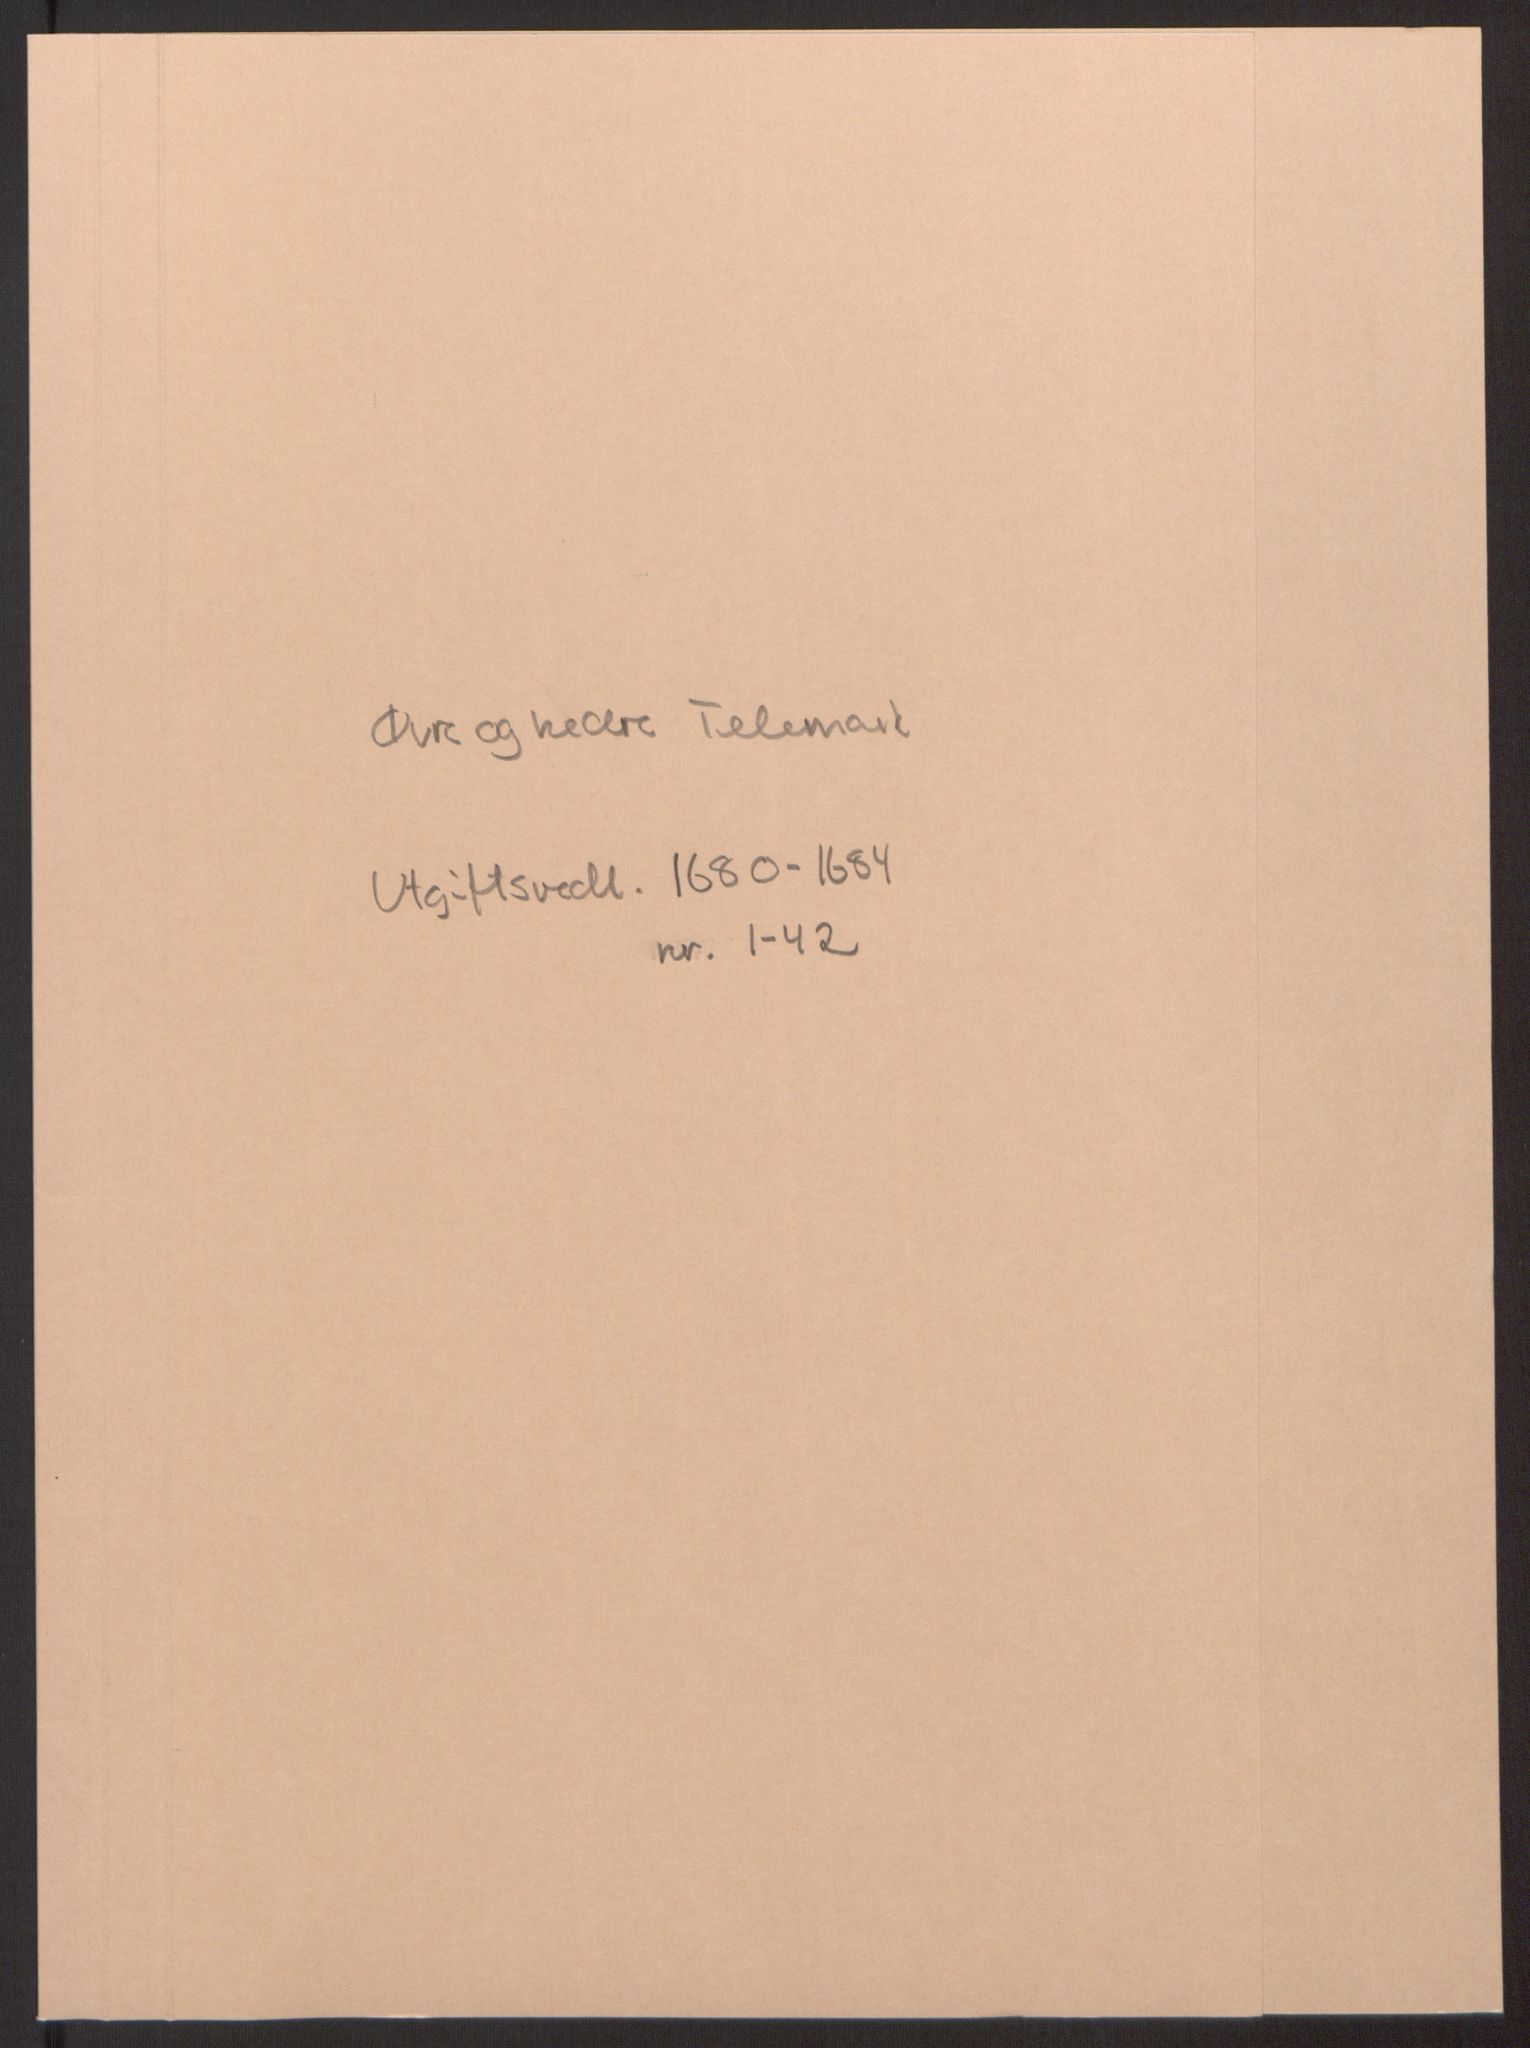 Øvre og nedre Telemark
Utgiftsvedl. 1680-1684
nr. 1-42